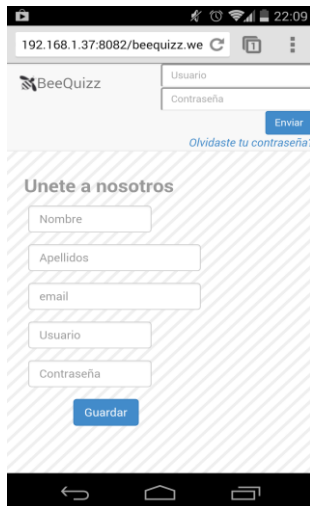 22:09
192.168.1.37:8082/beequizz.we
1
BeeQuizz
Usuario
Contraseña
Enviar
Olvidaste tu contraseña?
Unete a nosotros
Nombre
Apellidos
email
Usuario
Contraseña
Guardar